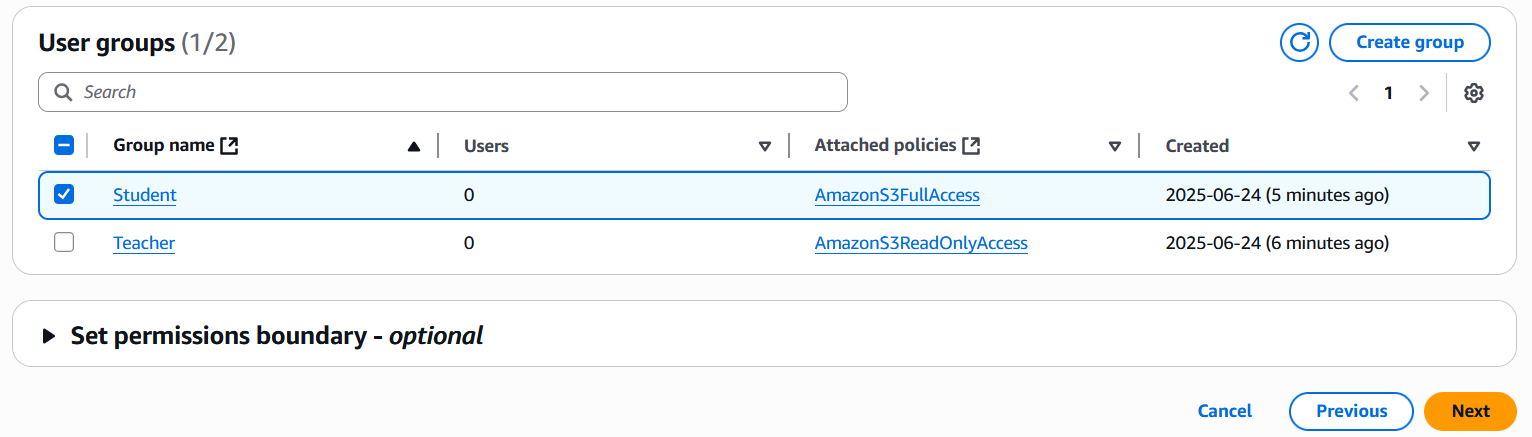 User groups (1/2)
Create group
Search
1
Group name Users Attached policies Created
Student 0 AmazonS3FullAccess 2025-06-24 (5 minutes ago)
Teacher 0 AmazonS3ReadOnlyAccess 2025-06-24 (6 minutes ago)
Set permissions boundary - optional
Cancel Previous Next